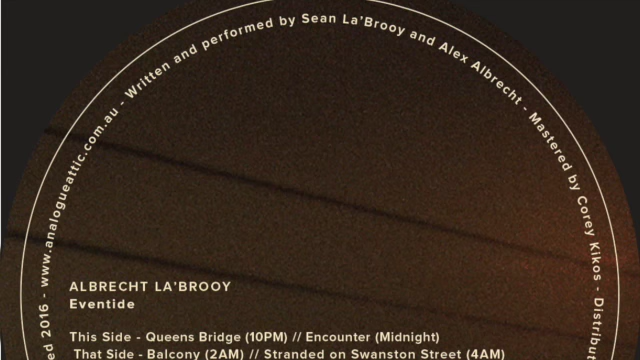 ed 2016 - www.analogueattic.com.au - Written and performed by Sean La'Brooy and Alex Albrecht - Mastered by Corey Kikos - Distribu
ALBRECHT LA'BROOY
Eventide
This Side - Queens Bridge (10PM) // Encounter (Midnight)
That Side - Balcony (2AM) // Stranded on Swanston Street (4AM)